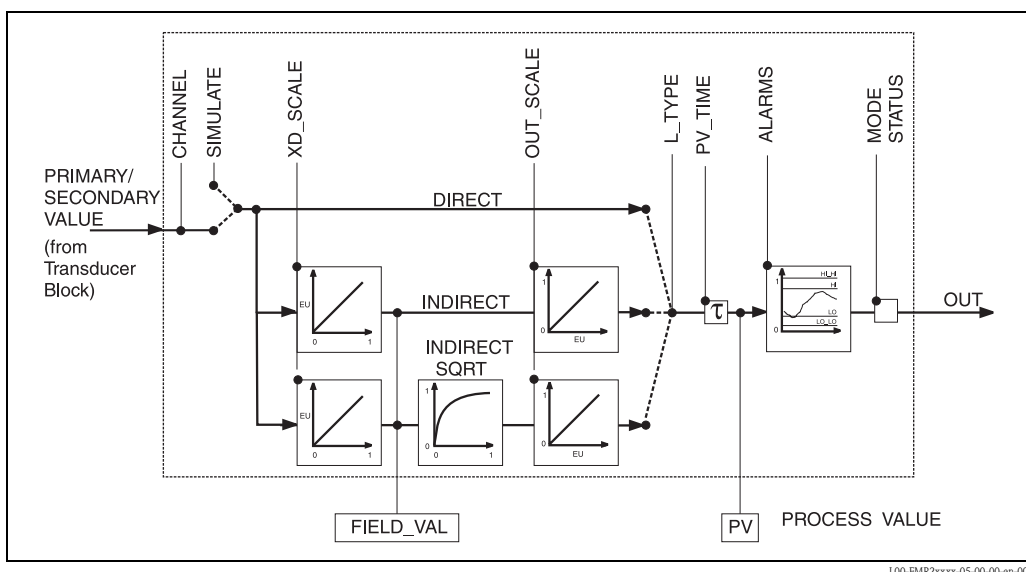 CHANNEL
SIMULATE
XD_SCALE
OUT_SCALE
L_TYPE
PV_TIME
ALARMS
MODE
STATUS
PRIMARY/
SECONDARY
VALUE
(from
Transducer
Block)
DIRECT
EU
0
1
INDIRECT
1
0
EU
τ
1
0
HI_HI
HI
LO
LO_LO
OUT
INDIRECT
SQRT
EU
0
1
1
0
1
1
0
EU
FIELD_VAL
PV
PROCESS VALUE